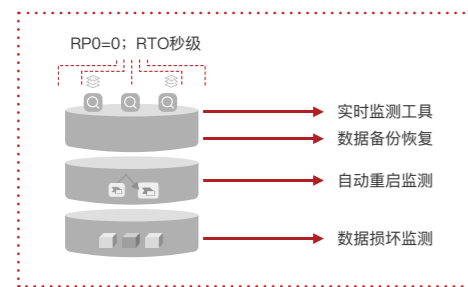 RP0=0；RTO秒级
实时监测工具
数据备份恢复
自动重启监测
数据损坏监测